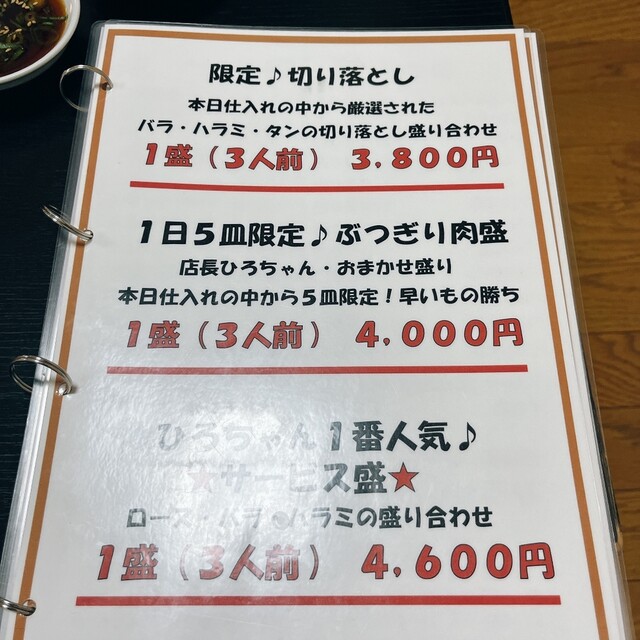 限定♪切り落とし
本日仕入れの中から厳選された
バラ・ハラミ・タンの切り落とし盛り合わせ
1盛（3人前） 3,800円
1日5皿限定♪ぶつぎり肉盛
店長ひろちゃん・おまかせ盛り
本日仕入れの中から5皿限定！早いもの勝ち
1盛（3人前） 4,000円
ひろちゃん1番人気♪
★サービス盛★
ロース・バラ・ハラミの盛り合わせ
1盛（3人前） 4,600円